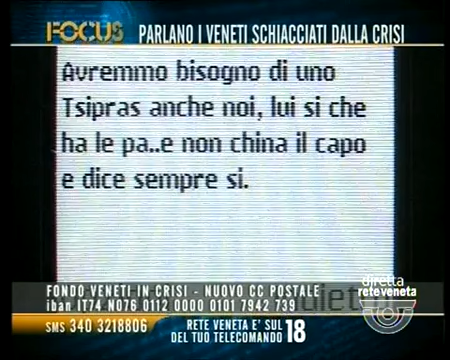 FOCUS PARLANO I VENETI SCHIACCIATI DALLA CRISI
Avremmo bisogno di uno
Tsipras anche noi, lui si che
ha le pa..e non china il capo
e dice sempre si.
FONDO VENETI IN CRISI - NUOVO CC POSTALE
iban IT74 N076 0112 0000 0101 7942 739
diretta
reteveneta
SMS 340 3218806
RETE VENETA E' SUL
DEL TUO TELECOMANDO 18